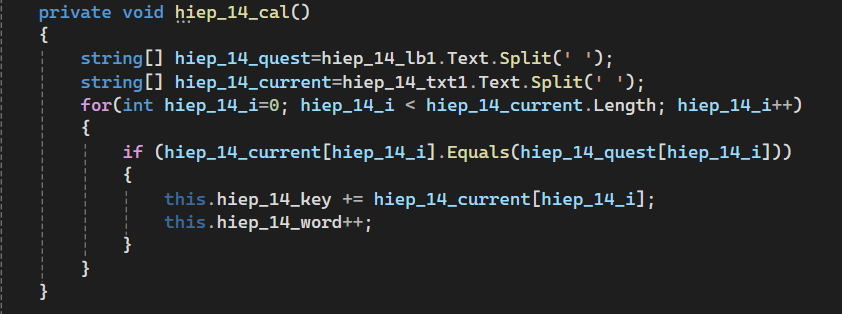 private void hiep_14_cal()
{
string[] hiep_14_quest=hiep_14_lb1.Text.Split(' ');
string[] hiep_14_current=hiep_14_txt1.Text.Split(' ');
for(int hiep_14_i=0; hiep_14_i < hiep_14_current.Length; hiep_14_i++)
{
if (hiep_14_current[hiep_14_i].Equals(hiep_14_quest[hiep_14_i]))
{
this.hiep_14_key += hiep_14_current[hiep_14_i];
this.hiep_14_word++;
}
}
}